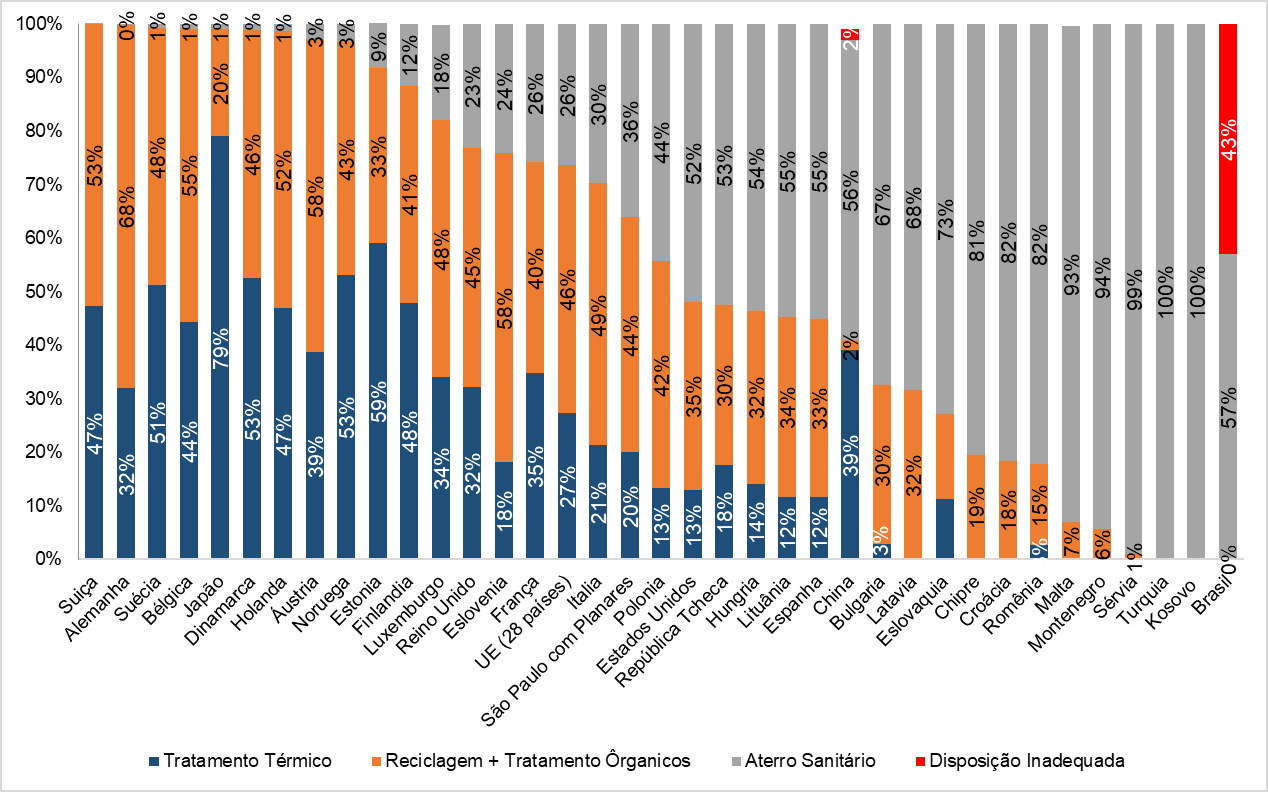 100%
90%
80%
70%
60%
50%
40%
30%
20%
10%
0%
47% 53%
32% 68% 0%
51% 48% 1%
44% 55% 1%
79% 20% 1%
53% 46% 1%
47% 52% 1%
39% 58% 3%
53% 43% 3%
59% 33% 9%
48% 41% 12%
34% 48% 18%
32% 45% 23%
18% 58% 24%
35% 40% 26%
27% 46% 26%
21% 49% 30%
20% 44% 36%
13% 42% 44%
13% 35% 52%
18% 30% 53%
14% 32% 54%
12% 34% 55%
12% 33% 55%
39% 2% 56% 2%
3% 30% 67%
32% 68%
73%
19% 81%
18% 82%
15% 82%
7% 93%
6% 94%
1% 99%
100%
100%
0% 57% 43%
Suiça
Alemanha
Suécia
Bélgica
Japão
Dinamarca
Holanda
Áustria
Noruega
Estonia
Finlandia
Luxemburgo
Reino Unido
Eslovenia
França
UE (28 países)
Italia
São Paulo com Planares
Polonia
Estados Unidos
República Tcheca
Hungria
Lituânia
Espanha
China
Bulgaria
Latavia
Eslovaquia
Chipre
Croácia
Romênia
Malta
Montenegro
Sérvia
Turquia
Kosovo
Brasil
Tratamento Térmico
Reciclagem + Tratamento Ôrganicos
Aterro Sanitário
Disposição Inadequada